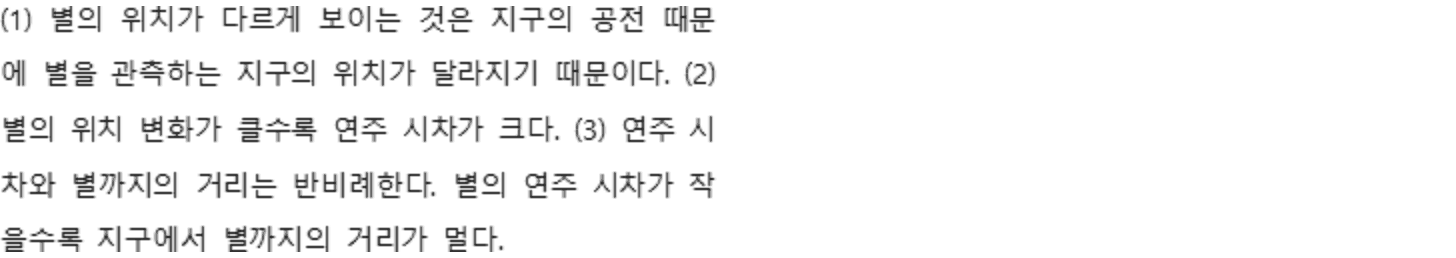 (1) 별의 위치가 다르게 보이는 것은 지구의 공전 때문
에 별을 관측하는 지구의 위치가 달라지기 때문이다. (2)
별의 위치 변화가 클수록 연주 시차가 크다. (3) 연주 시
차와 별까지의 거리는 반비례한다. 별의 연주 시차가 작
을수록 지구에서 별까지의 거리가 멀다.